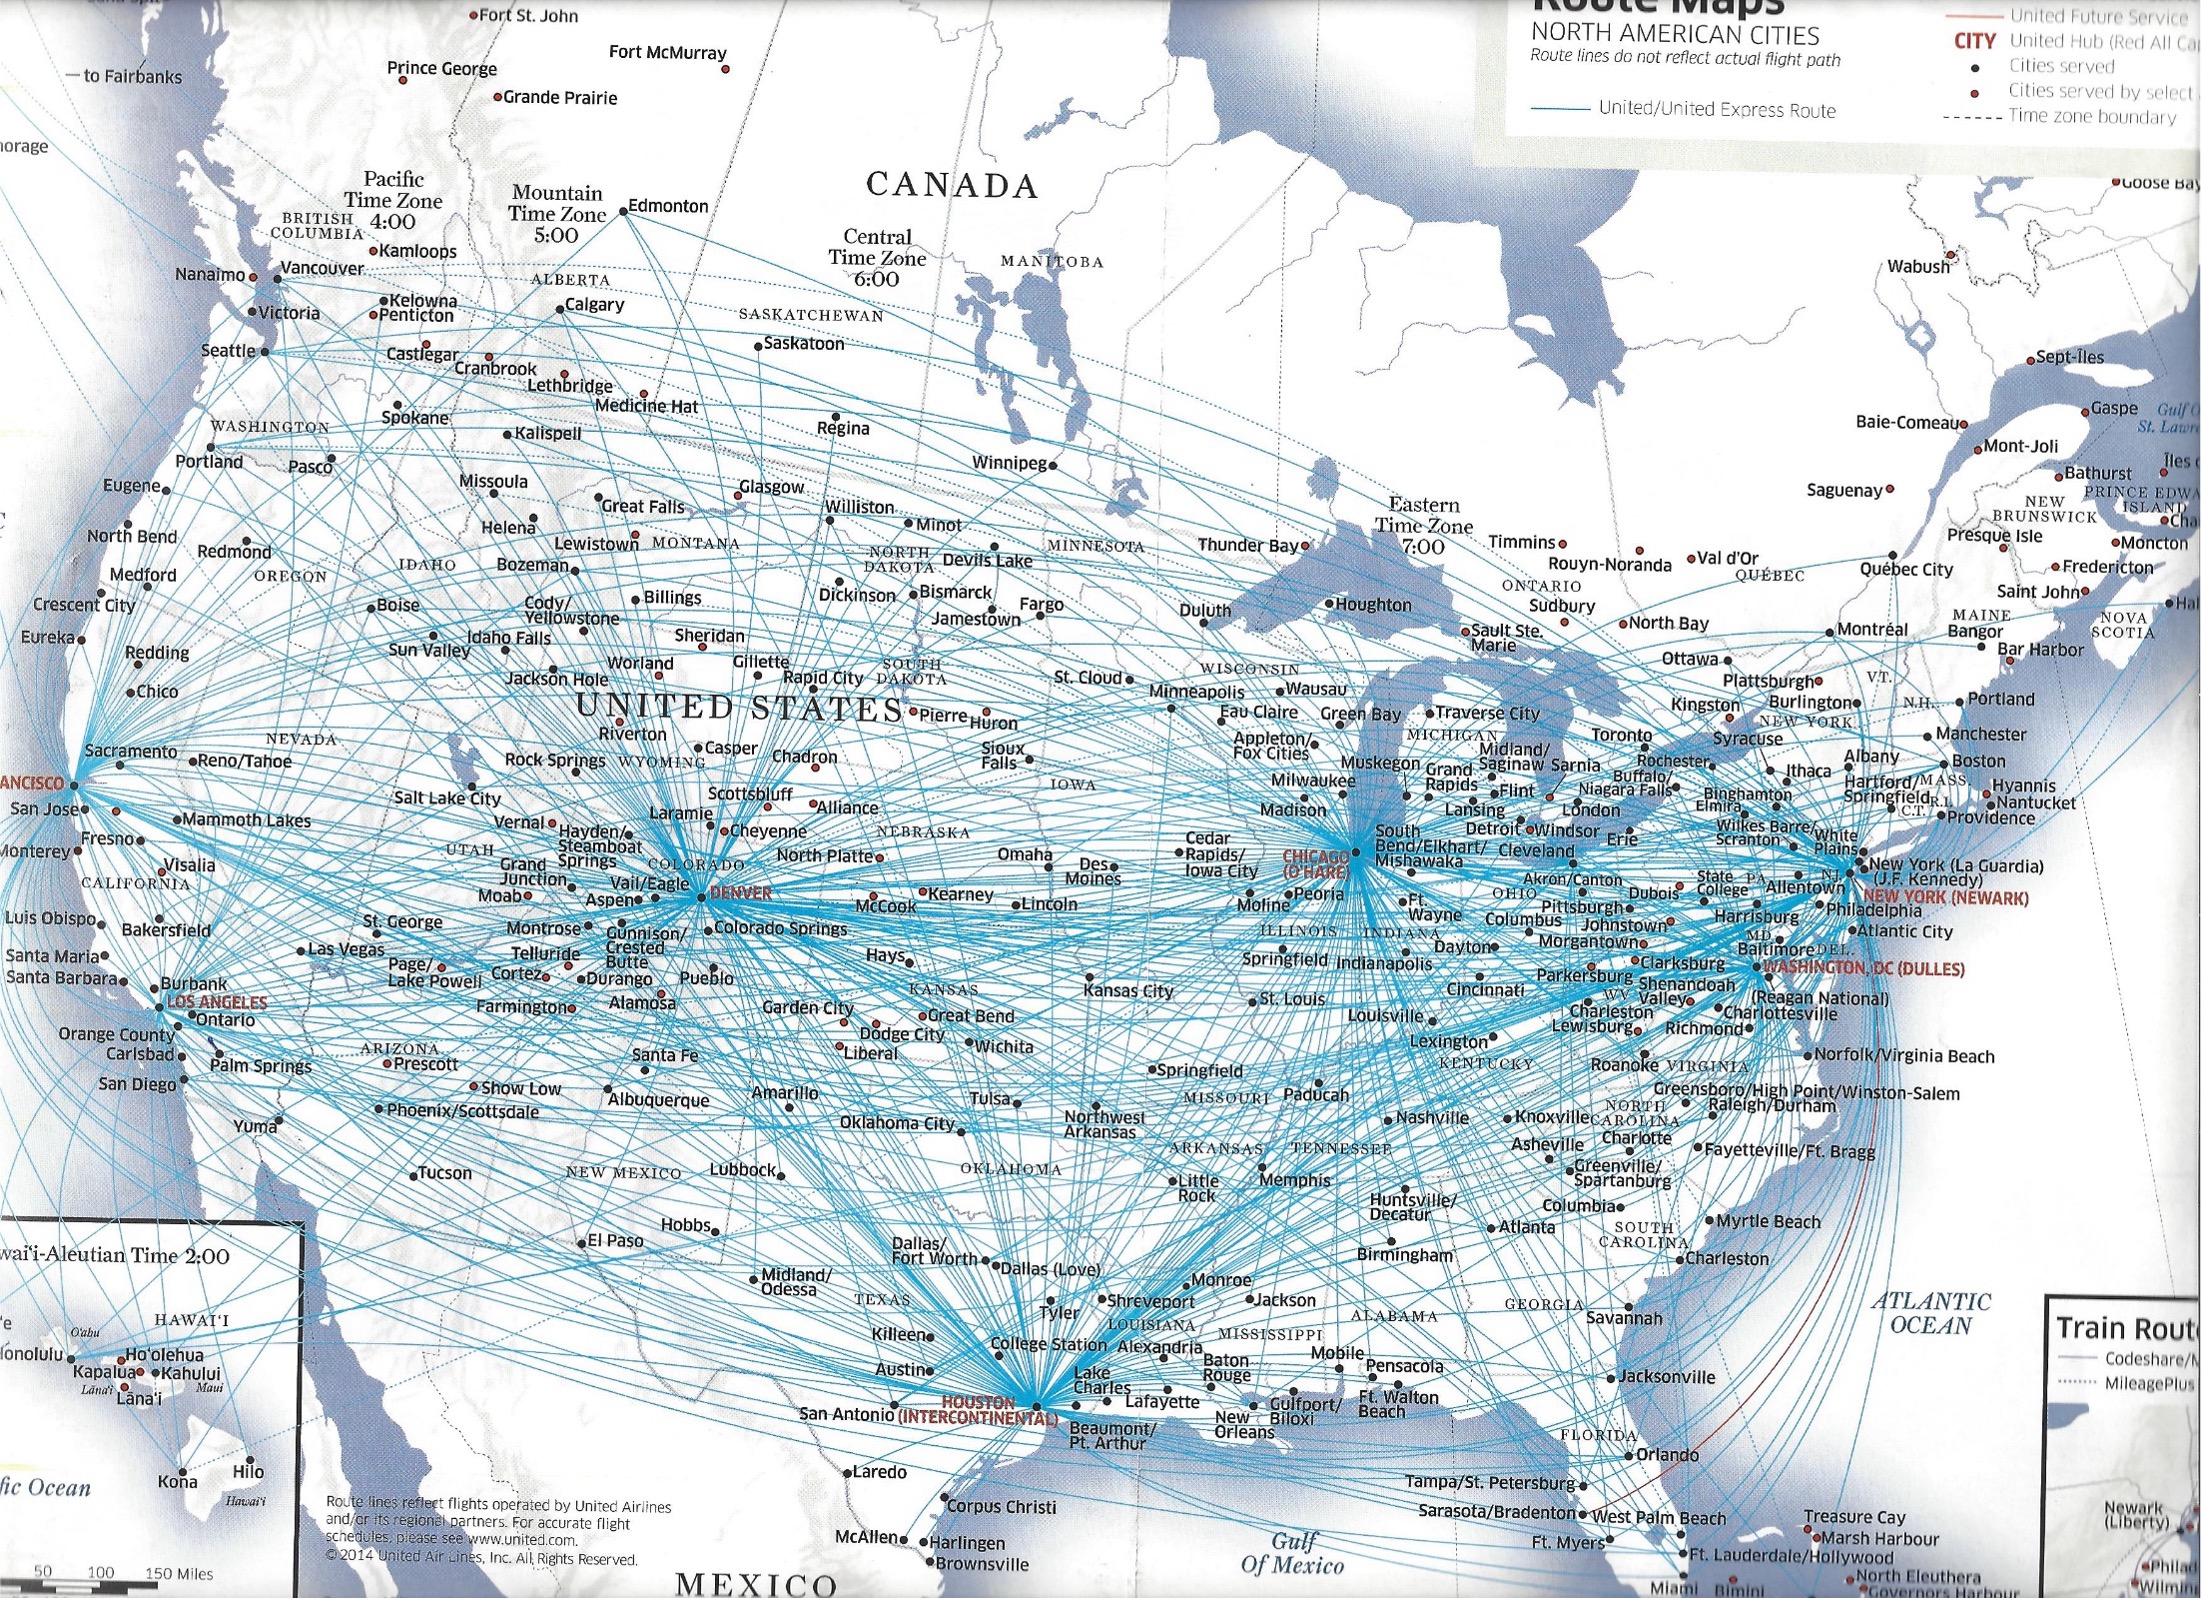 Fort St. John
Route Maps
NORTH AMERICAN CITIES
Route lines do not reflect actual flight path
United/United Express Route
United Future Service
CITY United Hub (Red All Ca
Cities served
Cities served by select
Time zone boundary
Fort McMurray
Prince George
to Fairbanks
Grande Prairie
norage
CANADA
Pacific
Time Zone
4:00
Mountain
Time Zone
5:00
Central
Time Zone
6:00
Eastern
Time Zone
7:00
Edmonton
Goose Bay
BRITISH
COLUMBIA
Kamloops
MANITOBA
Nanaimo
Vancouver
ALBERTA
Wabush
Kelowna
Victoria
Penticton
Calgary
SASKATCHEWAN
Seattle
Castlegar
Cranbrook
Saskatoon
Lethbridge
Medicine Hat
Sept-Îles
Gaspe
Gulf O
St. Lawre
Spokane
WASHINGTON
Kalispell
Regina
Baie-Comeau
Mont-Joli
Portland
Pasco
Winnipeg
Bathurst
Îles d
Eugene
Missoula
Great Falls
Glasgow
Williston
Saguenay
NEW
BRUNSWICK
PRINCE EDWA
ISLAND
Cha
North Bend
Helena
Lewistown
MONTANA
Minot
Presque Isle
Moncton
Redmond
NORTH
DAKOTA
Devils Lake
MINNESOTA
Thunder Bay
Timmins
Rouyn-Noranda
Val d'Or
QUÉBEC
Québec City
Fredericton
Medford
OREGON
IDAHO
Bozeman
ONTARIO
Saint John
Crescent City
Boise
Cody/
Yellowstone
Billings
Dickinson
Bismarck
Jamestown
Fargo
Duluth
Houghton
Sudbury
Hal
Eureka
Sun Valley
Idaho Falls
Sheridan
Sault Ste.
Marie
North Bay
Montréal
MAINE
Bangor
NOVA
SCOTIA
Redding
Jackson Hole
Worland
Gillette
Rapid City
SOUTH
DAKOTA
St. Cloud
WISCONSIN
Ottawa
Bar Harbor
Chico
UNITED STATES
Pierre
Huron
Minneapolis
Wausau
Plattsburgh
V.T.
Riverton
Eau Claire
Green Bay
Traverse City
Kingston
Burlington
N.H.
Portland
NEVADA
Casper
Appleton/
Fox Cities
MICHIGAN
Toronto
NEW YORK
Syracuse
Manchester
Sacramento
Reno/Tahoe
Rock Springs
WYOMING
Chadron
Sioux
Falls
Muskegon
Midland/
Saginaw
Sarnia
Rochester
Albany
Boston
ANCISCO
Salt Lake City
IOWA
Milwaukee
Grand
Rapids
Flint
Buffalo/
Niagara Falls
Ithaca
Hartford/
Springfield
MASS.
Hyannis
San Jose
Scottsbluff
Laramie
Alliance
Madison
Lansing
London
Binghamton
Elmira
R.I.
C.T.
Nantucket
Providence
Mammoth Lakes
Vernal
Hayden/
Steamboat
Springs
Cheyenne
NEBRASKA
Detroit
Windsor
Erie
Wilkes Barre/
Scranton
White
Plains
Fresno
UTAH
COLORADO
North Platte
Omaha
Des
Moines
Cedar
Rapids/
Iowa City
CHICAGO
(O'HARE)
South
Bend/Elkhart/
Mishawaka
Cleveland
New York (La Guardia)
(J.F. Kennedy)
Monterey
Visalia
CALIFORNIA
Grand
Junction
Vail/Eagle
Moab
Aspen
DENVER
McCook
Kearney
Lincoln
Moline
Peoria
Ft.
Wayne
OHIO
Akron/Canton
Dubois
State
College
PA.
Allentown
N.J.
NEW YORK (NEWARK)
Luis Obispo
Bakersfield
St. George
Montrose
Gunnison/
Crested
Butte
Colorado Springs
ILLINOIS
INDIANA
Columbus
Pittsburgh
Johnstown
Harrisburg
Philadelphia
Atlantic City
Santa Maria
Las Vegas
Telluride
Hays
Springfield
Indianapolis
Dayton
Morgantown
MD.
Baltimore
DEL.
Santa Barbara
Burbank
Page/
Lake Powell
Cortez
Durango
Pueblo
KANSAS
Kansas City
Cincinnati
Parkersburg
Clarksburg
WASHINGTON, DC (DULLES)
LOS ANGELES
Ontario
Farmington
Alamosa
Garden City
Great Bend
St. Louis
Louisville
WV
Shenandoah
Valley
(Reagan National)
Charleston
Charlottesville
Orange County
Dodge City
Liberal
Wichita
Lewisburg
Richmond
Carlsbad
Palm Springs
ARIZONA
Prescott
Santa Fe
Lexington
KENTUCKY
Roanoke
VIRGINIA
Norfolk/Virginia Beach
San Diego
Show Low
Albuquerque
Amarillo
Tulsa
Springfield
MISSOURI
Paducah
Greensboro/High Point/Winston-Salem
Raleigh/Durham
Phoenix/Scottsdale
Oklahoma City
Northwest
Arkansas
Nashville
Knoxville
NORTH
CAROLINA
Yuma
ARKANSAS
TENNESSEE
Asheville
Charlotte
Fayetteville/Ft. Bragg
Tucson
NEW MEXICO
Lubbock
OKLAHOMA
Little
Rock
Memphis
Greenville/
Spartanburg
Huntsville/
Decatur
Columbia
Hobbs
Atlanta
SOUTH
CAROLINA
Myrtle Beach
El Paso
Dallas/
Fort Worth
Dallas (Love)
Birmingham
Charleston
wai'i-Aleutian Time 2:00
Midland/
Odessa
TEXAS
Tyler
Shreveport
Monroe
Jackson
LOUISIANA
MISSISSIPPI
ALABAMA
GEORGIA
Savannah
ATLANTIC
OCEAN
HAWAI'I
O'ahu
onolulu
Ho'olehua
Kapalua
Kahului
Lāna'i
Maui
Lāna'i
Killeen
College Station
Alexandria
Austin
Lake
Charles
Baton
Rouge
Mobile
Pensacola
Jacksonville
San Antonio
HOUSTON
(INTERCONTINENTAL)
Lafayette
Gulfport/
Biloxi
Ft. Walton
Beach
Beaumont/
Pt. Arthur
New
Orleans
FLORIDA
Orlando
Kona
Hilo
Hawai'i
fic Ocean
Laredo
Corpus Christi
Tampa/St. Petersburg
Sarasota/Bradenton
West Palm Beach
McAllen
Harlingen
Brownsville
Gulf
Of Mexico
Ft. Myers
Ft. Lauderdale/Hollywood
Miami
Bimini
Treasure Cay
Marsh Harbour
North Eleuthera
Governors Harbour
Route lines reflect flights operated by United Airlines
and/or its regional partners. For accurate flight
schedules, please see www.united.com.
© 2014 United Air Lines, Inc. All Rights Reserved.
50 100 150 Miles
MEXICO
Train Rout
Codeshare/M
MileagePlus
Newark
(Liberty)
Philad
Wilmin